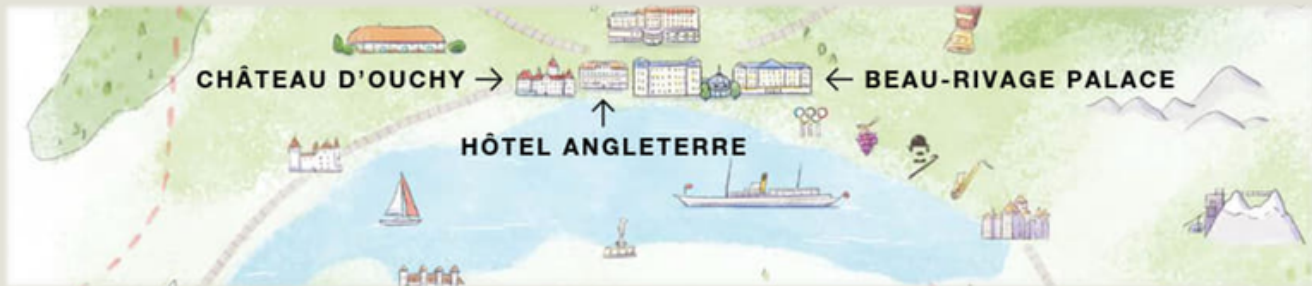 CHÂTEAU D'OUCHY →
← BEAU-RIVAGE PALACE
HÔTEL ANGLETERRE